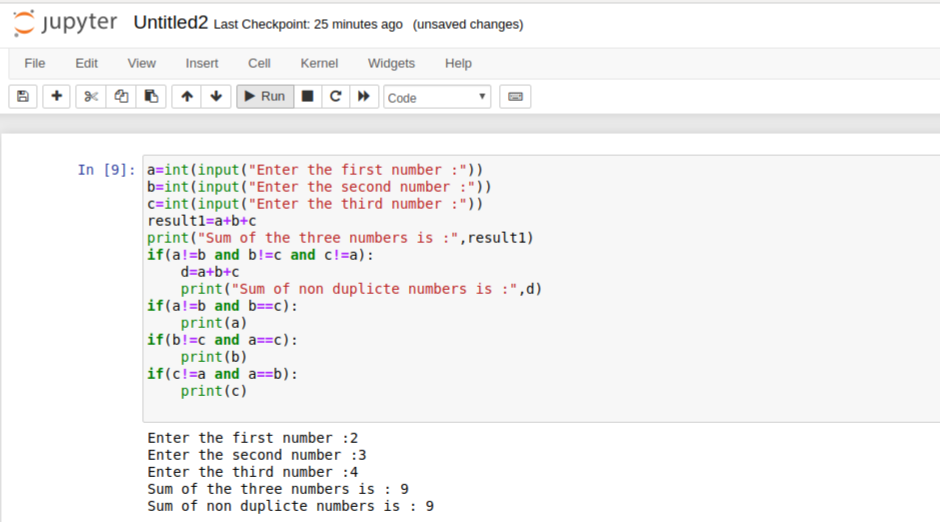 jupyter Untitled2 Last Checkpoint: 25 minutes ago (unsaved changes)
File Edit View Insert Cell Kernel Widgets Help
Run Code
In [9]: a=int(input("Enter the first number :"))
b=int(input("Enter the second number :"))
c=int(input("Enter the third number :"))
result1=a+b+c
print("Sum of the three numbers is :",result1)
if(a!=b and b!=c and c!=a):
    d=a+b+c
    print("Sum of non duplicte numbers is :",d)
if(a!=b and b==c):
    print(a)
if(b!=c and a==c):
    print(b)
if(c!=a and a==b):
    print(c)
Enter the first number :2
Enter the second number :3
Enter the third number :4
Sum of the three numbers is : 9
Sum of non duplicte numbers is : 9